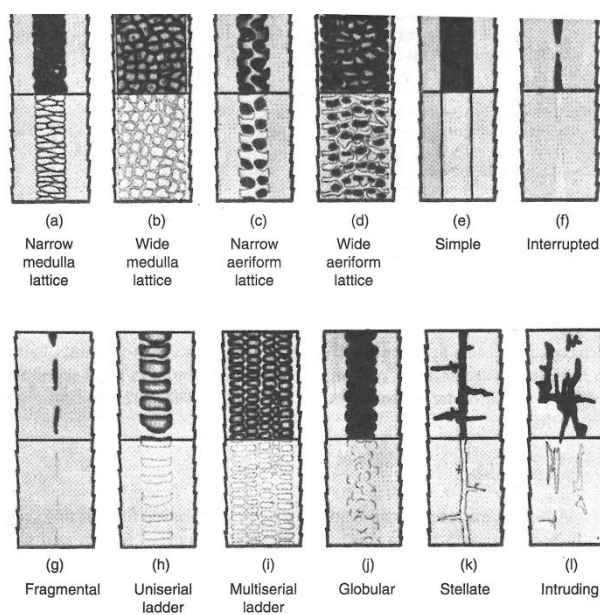 (a) (b) (c) (d) (e) (f)
Narrow Wide Narrow Wide Simple Interrupted
medulla medulla aeriform lattice aeriform
lattice lattice lattice
(g) (h) (i) (j) (k) (l)
Fragmental Uniserial Multiserial Globular Stellate Intruding
ladder ladder